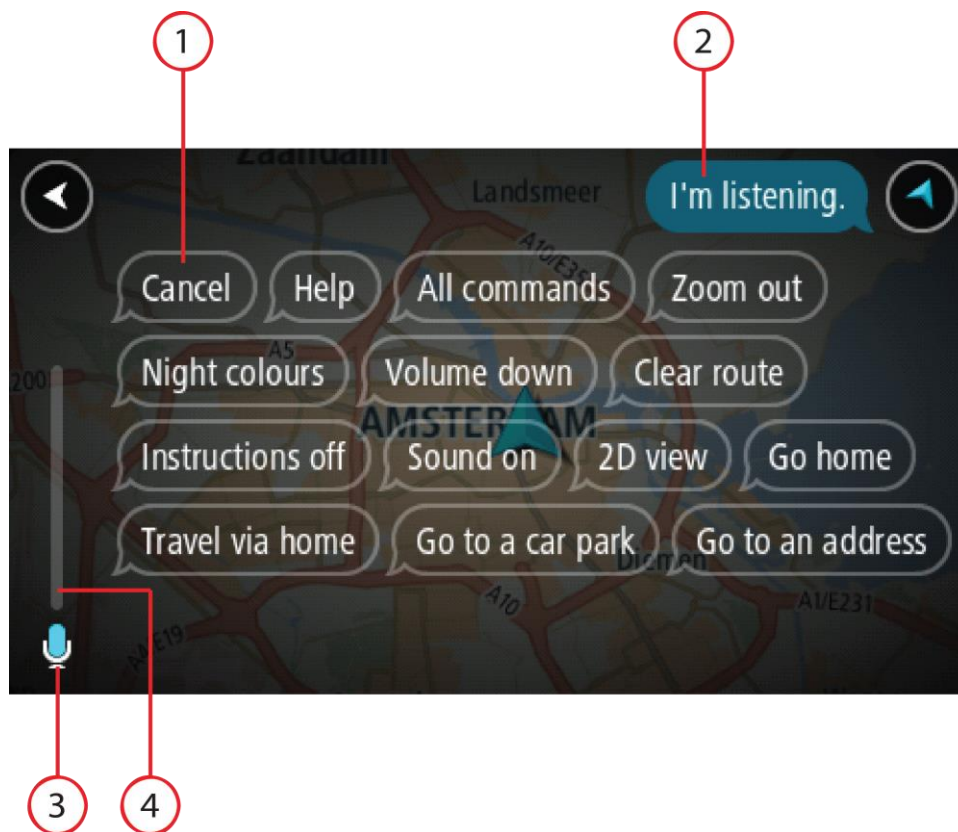 1 2
Zaandam
Landsmeer
I'm listening.
A10/E35
Cancel Help All commands Zoom out
A5
200
Night colours Volume down Clear route
AMSTERDAM
Instructions off Sound on 2D view Go home
Travel via home Go to a car park Go to an address
Diemen
A10
A1/E231
A4/E19
3 4